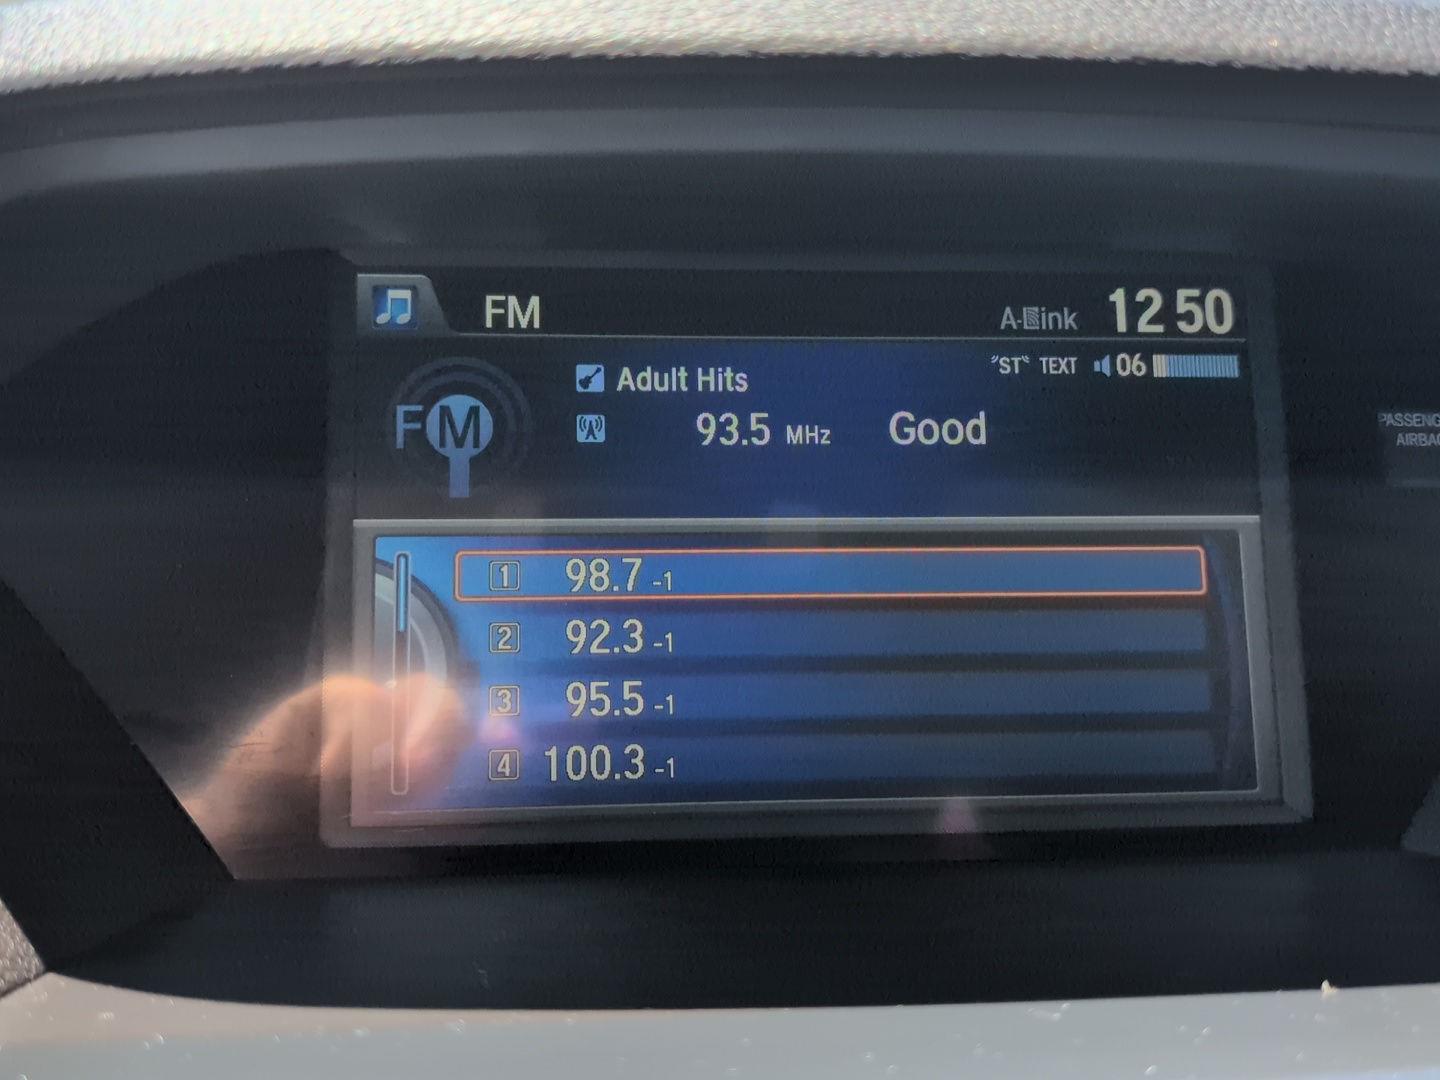 FM
A-Link 12 50
"ST" TEXT 06
Adult Hits
FM
93.5 MHz Good
1 98.7 -1
2 92.3 -1
3 95.5 -1
4 100.3 -1